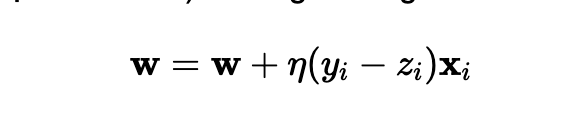 w = w + η(yᵢ − zᵢ)xᵢ